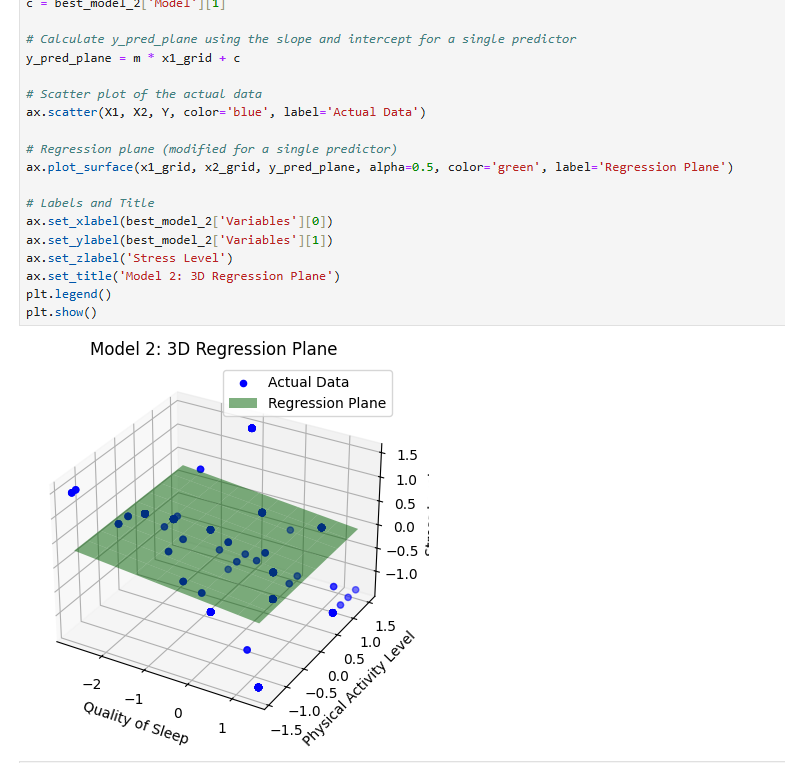 c = best_model_2['Model'][1]
# Calculate y_pred_plane using the slope and intercept for a single predictor
y_pred_plane = m * x1_grid + c
# Scatter plot of the actual data
ax.scatter(X1, X2, Y, color='blue', label='Actual Data')
# Regression plane (modified for a single predictor)
ax.plot_surface(x1_grid, x2_grid, y_pred_plane, alpha=0.5, color='green', label='Regression Plane')
# Labels and Title
ax.set_xlabel(best_model_2['Variables'][0])
ax.set_ylabel(best_model_2['Variables'][1])
ax.set_zlabel('Stress Level')
ax.set_title('Model 2: 3D Regression Plane')
plt.legend()
plt.show()
Model 2: 3D Regression Plane
Actual Data
Regression Plane
1.5
1.0
0.5
0.0
−0.5
−1.0
1.5
1.0
0.5
0.0
−0.5
−1.0
−1.5
Physical Activity Level
−2
−1
0
1
Quality of Sleep